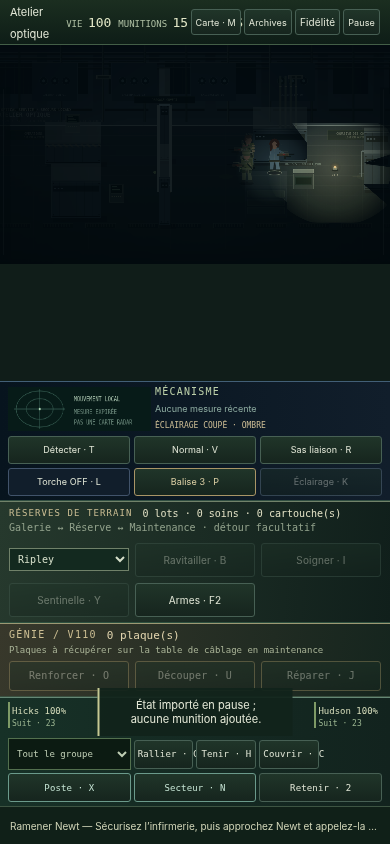 Atelier optique
VIE 100 MUNITIONS 15
Carte · M
Archives
Fidélité
Pause
MOUVEMENT LOCAL
MESURE EXPIRÉE
PAS UNE CARTE RADAR
MÉCANISME
Aucune mesure récente
ÉCLAIRAGE COUPE · OMBRE
Détecter · T
Normal · V
Sas liaison · R
Torche OFF · L
Balise 3 · P
Éclairage · K
RÉSERVES DE TERRAIN 0 lots · 0 soins · 0 cartouche(s)
Galerie ↔ Réserve ↔ Maintenance · détour facultatif
Ripley
Ravitailler · B
Soigner · I
Sentinelle · Y
Armes · F2
GÉNIE / V110 0 plaque(s)
Plaques à récupérer sur la table de câblage en maintenance
Renforcer · O
Découper · U
Réparer · J
Hicks 100%
Suit · 23
État importé en pause ;
aucune munition ajoutée.
Hudson 100%
Suit · 23
Tout le groupe
Rallier ·
Tenir · H
Couvrir · C
Poste · X
Secteur · N
Retenir · 2
Ramener Newt — Sécurisez l'infirmerie, puis approchez Newt et appelez-la ...